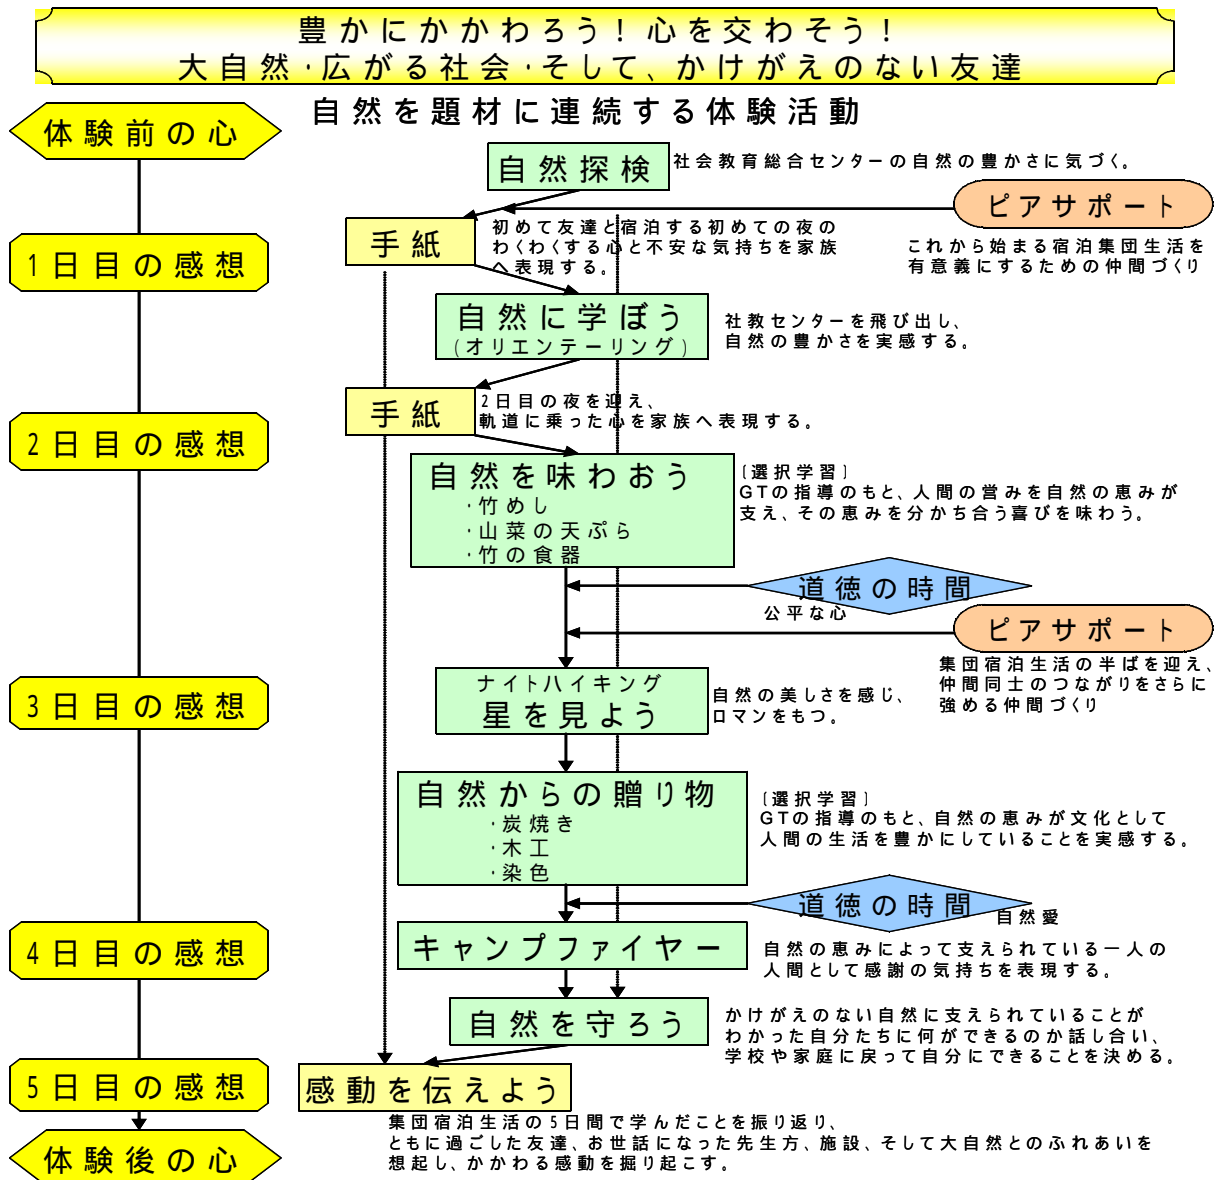 豊かにかかわろう！心を交わそう！
大自然・広がる社会・そして、かけがえのない友達
自然を題材に連続する体験活動
体験前の心
自然探検
社会教育総合センターの自然の豊かさに気づく。
ピアサポート
これから始まる宿泊集団生活を
有意義にするための仲間づくり
手紙
初めて友達と宿泊する初めての夜の
わくわくする心と不安な気持ちを家族
へ表現する。
1日目の感想
自然に学ぼう
(オリエンテーリング)
社教センターを飛び出し、
自然の豊かさを実感する。
手紙
2日目の夜を迎え、
軌道に乗った心を家族へ表現する。
2日目の感想
自然を味わおう
・竹めし
・山菜の天ぷら
・竹の食器
[選択学習]
GTの指導のもと、人間の営みを自然の恵みが
支え、その恵みを分かち合う喜びを味わう。
道徳の時間
公平な心
ピアサポート
集団宿泊生活の半ばを迎え、
仲間同士のつながりをさらに
強める仲間づくり
3日目の感想
ナイトハイキング
星を見よう
自然の美しさを感じ、
ロマンをもつ。
自然からの贈り物
・炭焼き
・木工
・染色
[選択学習]
GTの指導のもと、自然の恵みが文化として
人間の生活を豊かにしていることを実感する。
道徳の時間
自然愛
4日目の感想
キャンプファイヤー
自然の恵みによって支えられている一人の
人間として感謝の気持ちを表現する。
自然を守ろう
かけがえのない自然に支えられていることが
わかった自分たちに何ができるのか話し合い、
学校や家庭に戻って自分にできることを決める。
5日目の感想
感動を伝えよう
集団宿泊生活の5日間で学んだことを振り返り、
ともに過ごした友達、お世話になった先生方、施設、そして大自然とのふれあいを
想起し、かかわる感動を掘り起こす。
体験後の心